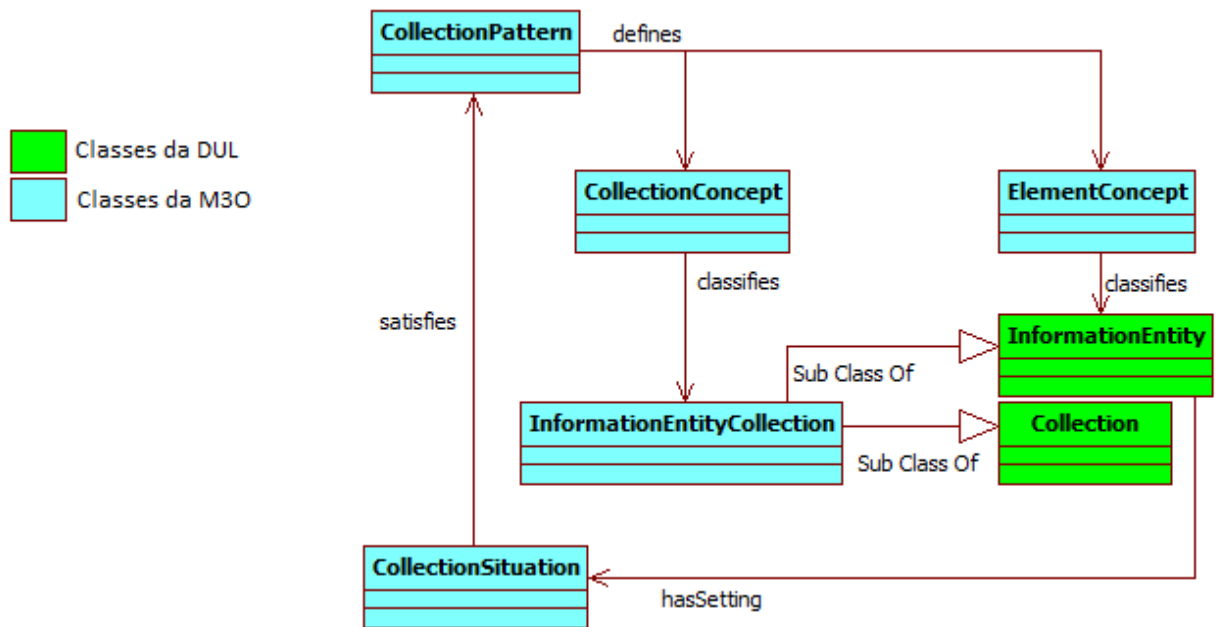 CollectionPattern
defines
Classes da DUL
Classes da M3O
CollectionConcept
ElementConcept
classifies
classifies
satisfies
InformationEntity
Sub Class Of
InformationEntityCollection
Collection
Sub Class Of
CollectionSituation
hasSetting